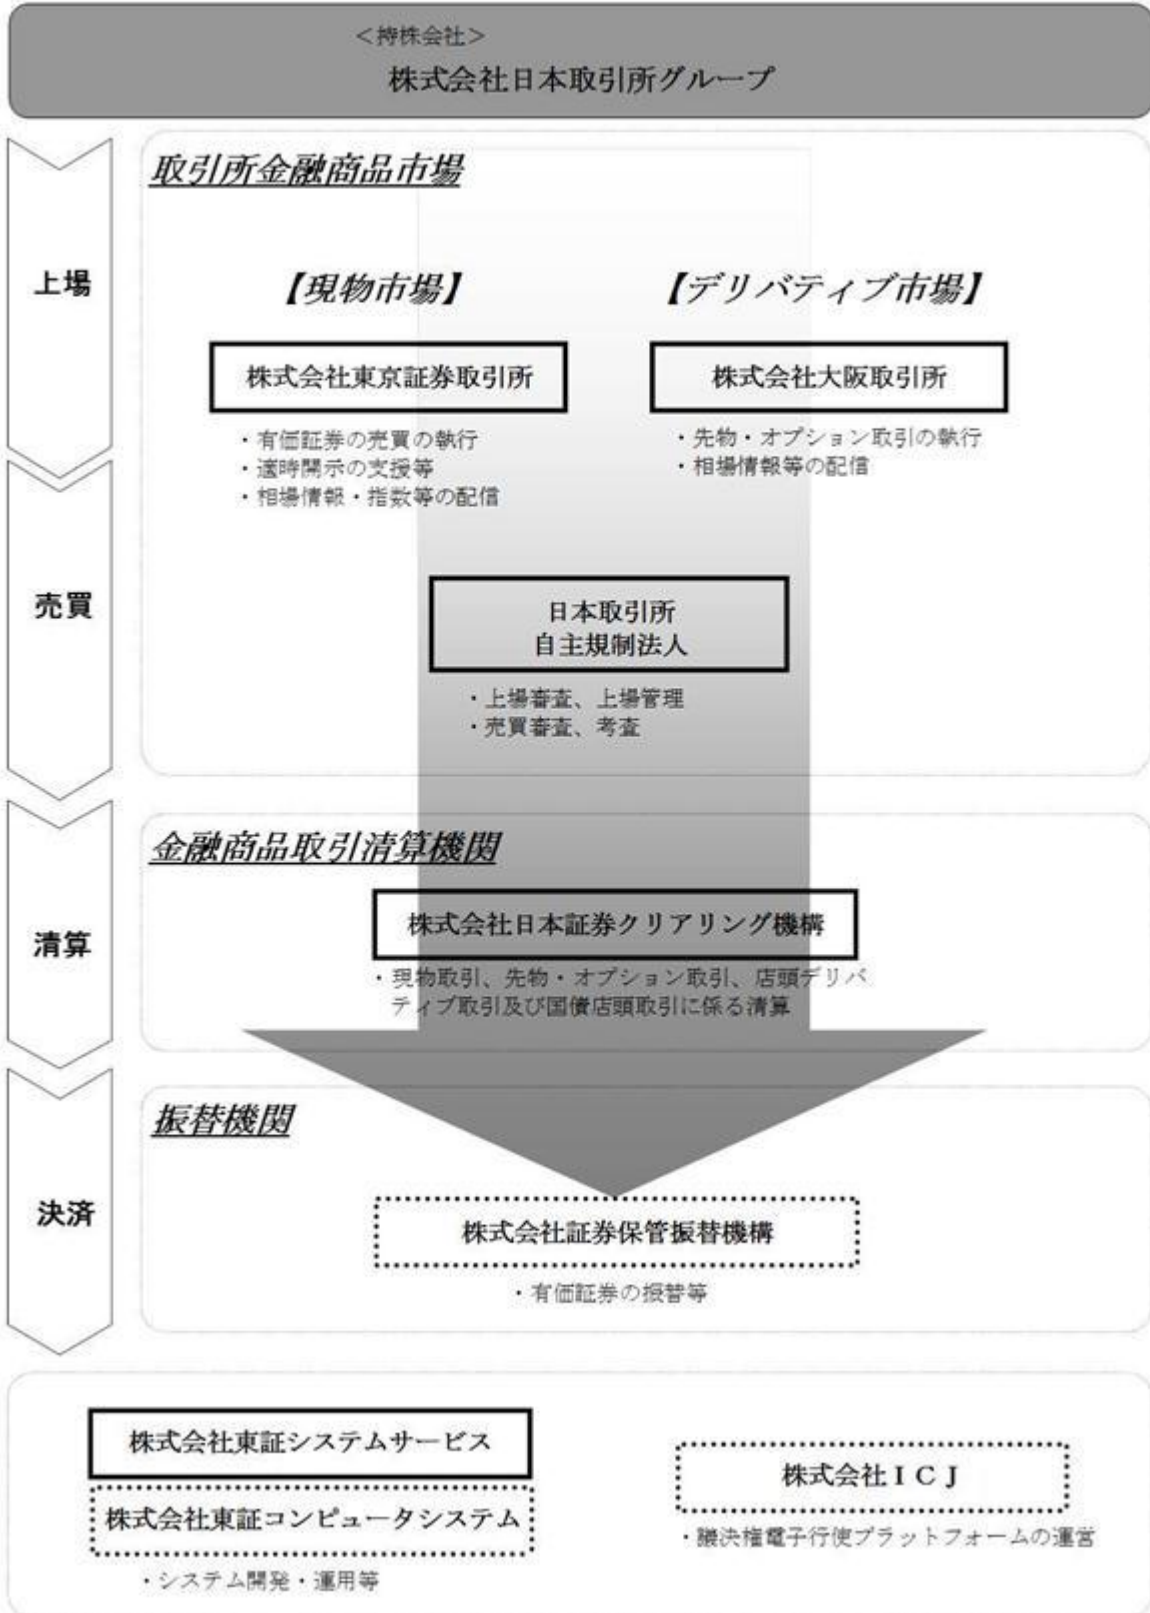 ＜持株会社＞
株式会社日本取引所グループ
上場
取引所金融商品市場
【現物市場】
【デリバティブ市場】
株式会社東京証券取引所
・有価証券の売買の執行
・適時開示の支援等
・相場情報・指数等の配信
株式会社大阪取引所
・先物・オプション取引の執行
・相場情報等の配信
売買
日本取引所
自主規制法人
・上場審査、上場管理
・売買審査、考査
清算
金融商品取引清算機関
株式会社日本証券クリアリング機構
・現物取引、先物・オプション取引、店頭デリバ
ティブ取引及び国債店頭取引に係る清算
決済
振替機関
株式会社証券保管振替機構
・有価証券の振替等
株式会社東証システムサービス
株式会社東証コンピュータシステム
・システム開発・運用等
株式会社ＩＣＪ
・議決権電子行使プラットフォームの運営